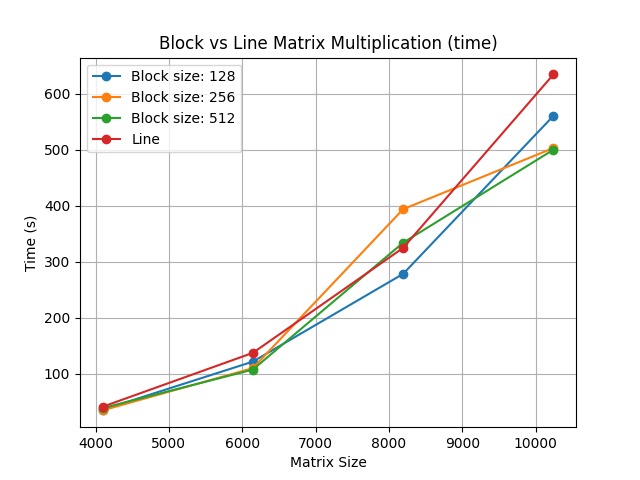 Block vs Line Matrix Multiplication (time)
Block size: 128
Block size: 256
Block size: 512
Line
Time (s)
600
500
400
300
200
100
4000 5000 6000 7000 8000 9000 10000
Matrix Size